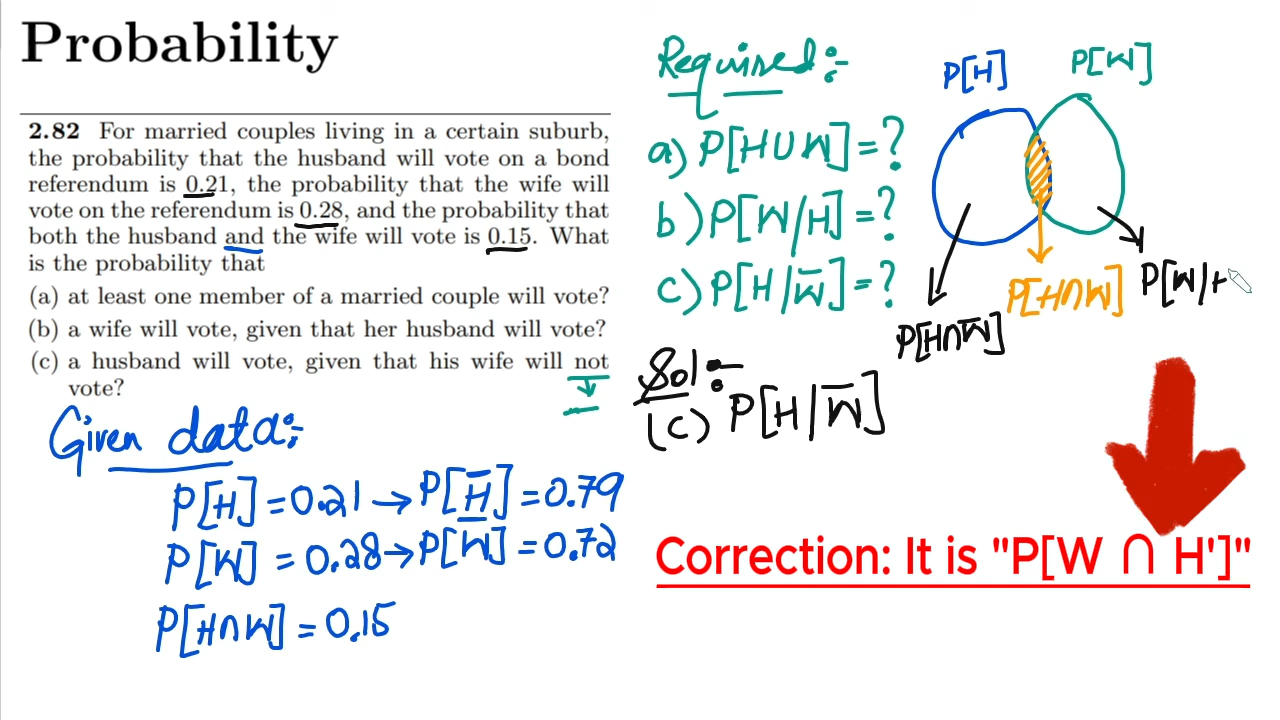 Probability
2.82 For married couples living in a certain suburb,
the probability that the husband will vote on a bond
referendum is 0.21, the probability that the wife will
vote on the referendum is 0.28, and the probability that
both the husband and the wife will vote is 0.15. What
is the probability that
(a) at least one member of a married couple will vote?
(b) a wife will vote, given that her husband will vote?
(c) a husband will vote, given that his wife will not
vote?
Given data:-
P[H] = 0.21 → P[H̅] = 0.79
P[W] = 0.28 → P[W̅] = 0.72
P[H∩W] = 0.15
Required:-
a) P[H∪W] = ?
b) P[W/H] = ?
c) P[H/W̅] = ?
P[H]
P[W]
P[H∩W̅]
P[H∩W]
P[W/H
Sol:-
(c) P[H|W̅]
Correction: It is "P[W ∩ H']"